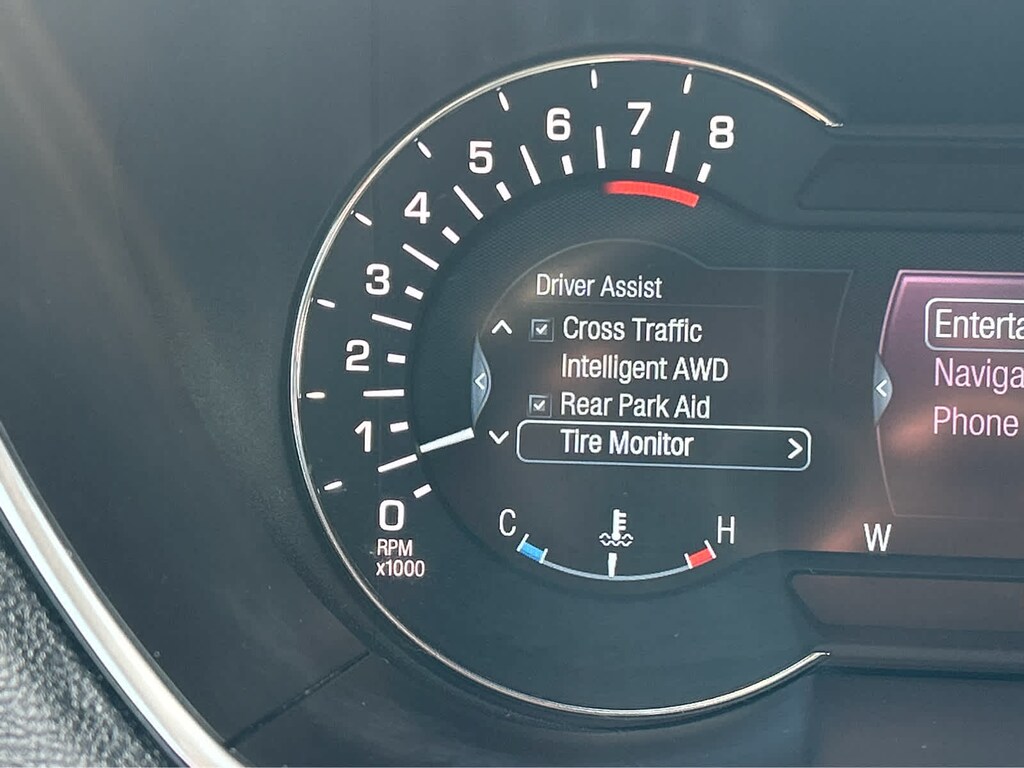 8
7
6
5
4
3
2
1
0
RPM
x1000
Driver Assist
Cross Traffic
Intelligent AWD
Rear Park Aid
Tire Monitor
C
H
W
Enterta
Naviga
Phone